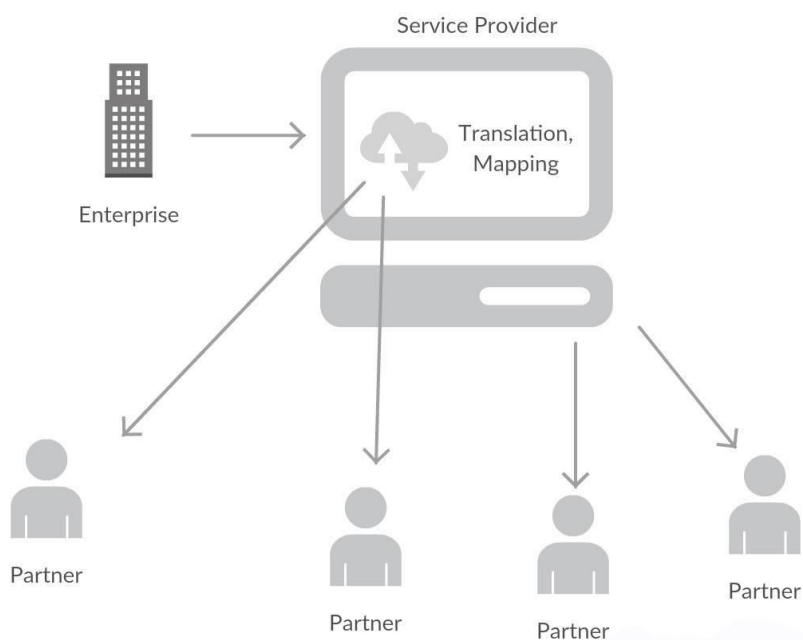 Service Provider
Translation,
Mapping
Enterprise
Partner
Partner
Partner
Partner